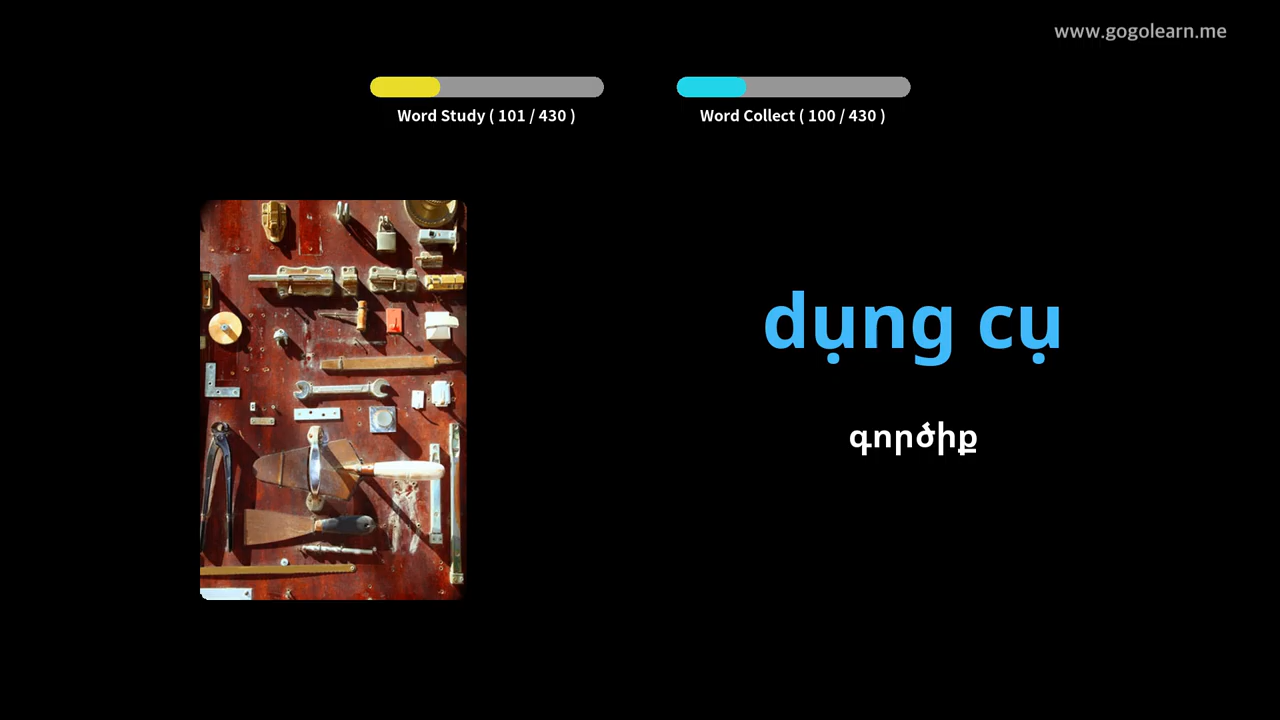 www.gogolearn.me
Word Study ( 101 / 430 )
Word Collect ( 100 / 430 )
dụng cụ
գործիք